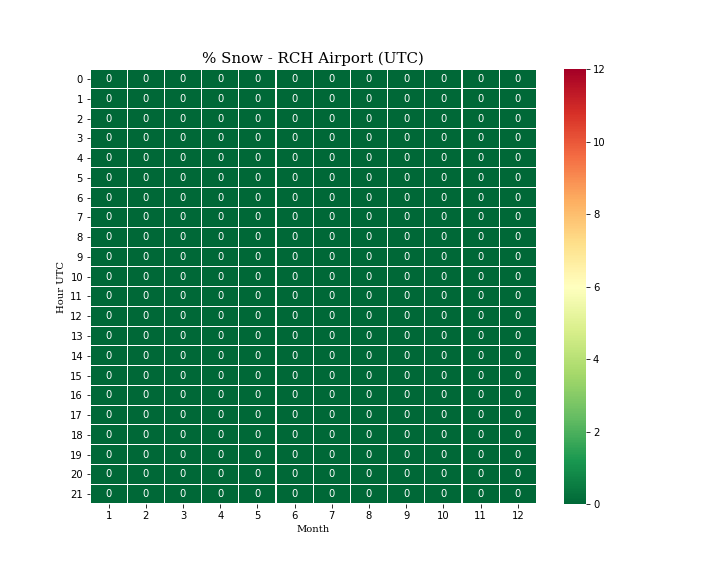 % Snow - RCH Airport (UTC)
0 0 0 0 0 0 0 0 0 0 0 0 0
1 0 0 0 0 0 0 0 0 0 0 0 0
2 0 0 0 0 0 0 0 0 0 0 0 0
3 0 0 0 0 0 0 0 0 0 0 0 0
4 0 0 0 0 0 0 0 0 0 0 0 0
5 0 0 0 0 0 0 0 0 0 0 0 0
6 0 0 0 0 0 0 0 0 0 0 0 0
7 0 0 0 0 0 0 0 0 0 0 0 0
8 0 0 0 0 0 0 0 0 0 0 0 0
9 0 0 0 0 0 0 0 0 0 0 0 0
10 0 0 0 0 0 0 0 0 0 0 0 0
11 0 0 0 0 0 0 0 0 0 0 0 0
12 0 0 0 0 0 0 0 0 0 0 0 0
13 0 0 0 0 0 0 0 0 0 0 0 0
14 0 0 0 0 0 0 0 0 0 0 0 0
15 0 0 0 0 0 0 0 0 0 0 0 0
16 0 0 0 0 0 0 0 0 0 0 0 0
17 0 0 0 0 0 0 0 0 0 0 0 0
18 0 0 0 0 0 0 0 0 0 0 0 0
19 0 0 0 0 0 0 0 0 0 0 0 0
20 0 0 0 0 0 0 0 0 0 0 0 0
21 0 0 0 0 0 0 0 0 0 0 0 0
1 2 3 4 5 6 7 8 9 10 11 12
Month
Hour UTC
12
10
8
6
4
2
0